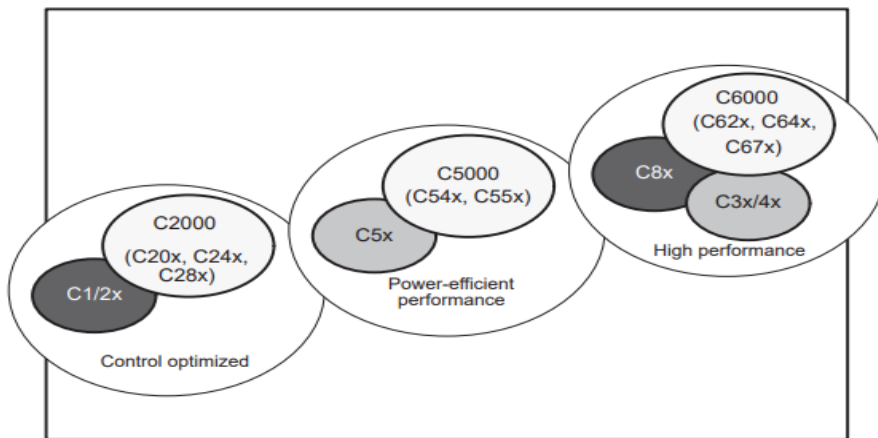 C2000
(C20x, C24x,
C28x)
C1/2x
Control optimized
C5000
(C54x, C55x)
C5x
Power-efficient
performance
C6000
(C62x, C64x,
C67x)
C8x
C3x/4x
High performance